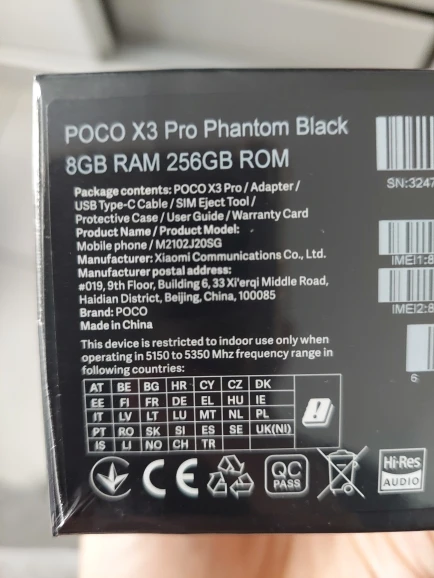 POCO X3 Pro Phantom Black
8GB RAM 256GB ROM
Package contents: POCO X3 Pro / Adapter /
USB Type-C Cable / SIM Eject Tool /
Protective Case / User Guide / Warranty Card
Product Name / Product Model:
Mobile phone / M2102J20SG
Manufacturer: Xiaomi Communications Co., Ltd.
Manufacturer postal address:
#019, 9th Floor, Building 6, 33 Xi'erqi Middle Road,
Haidian District, Beijing, China, 100085
Brand: POCO
Made in China
This device is restricted to indoor use only when
operating in 5150 to 5350 Mhz frequency range in
following countries:
AT BE BG HR CY CZ DK
EE FI FR DE EL HU IE
IT LV LT LU MT NL PL
PT RO SK SI ES SE UK(NI)
IS LI NO CH TR
CE
QC
PASS
Hi-Res
AUDIO
SN:3247
IMEI1:8
IMEI2:8
6